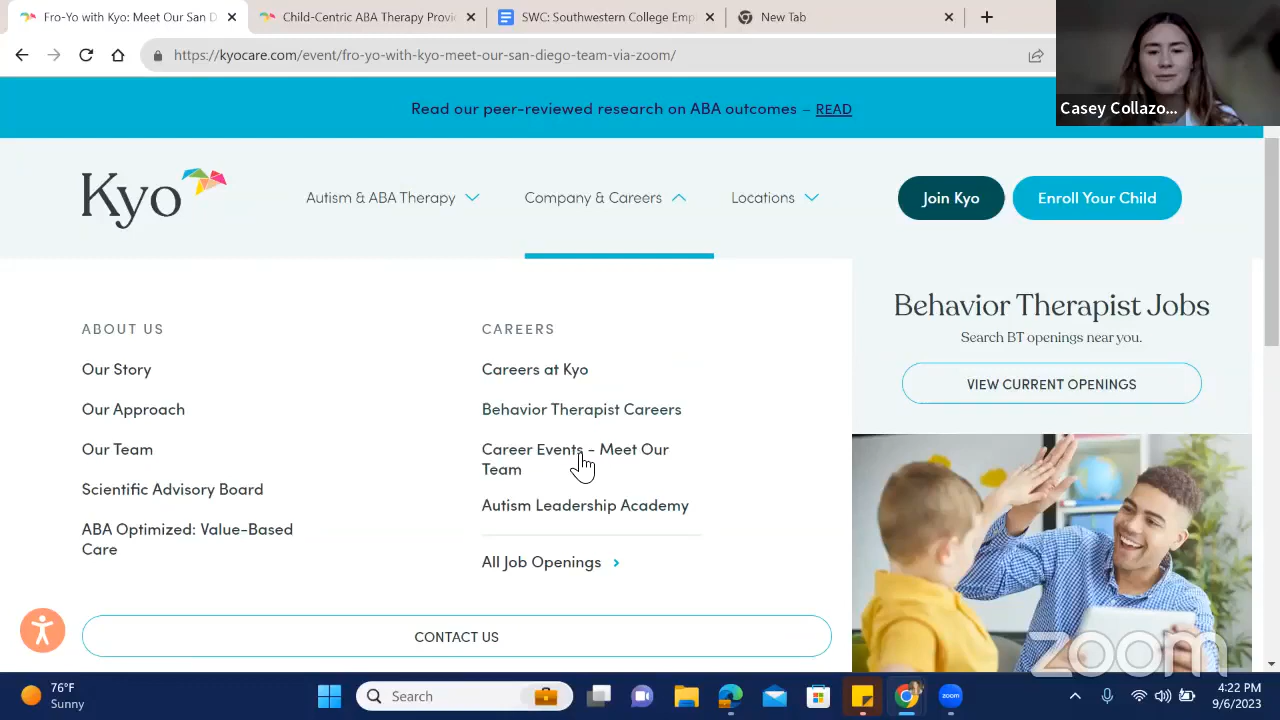 Fro-Yo with Kyo: Meet Our San D
Child-Centric ABA Therapy Provi
SWC: Southwestern College Emp
New Tab
https://kyocare.com/event/fro-yo-with-kyo-meet-our-san-diego-team-via-zoom/
Casey Collazo...
Read our peer-reviewed research on ABA outcomes – READ
Kyo
Autism & ABA Therapy
Company & Careers
Locations
Join Kyo
Enroll Your Child
ABOUT US
Our Story
Our Approach
Our Team
Scientific Advisory Board
ABA Optimized: Value-Based
Care
CAREERS
Careers at Kyo
Behavior Therapist Careers
Career Events - Meet Our
Team
Autism Leadership Academy
All Job Openings
CONTACT US
Behavior Therapist Jobs
Search BT openings near you.
VIEW CURRENT OPENINGS
zoom
76°F
Sunny
Search
zoom
4:22 PM
9/6/2023